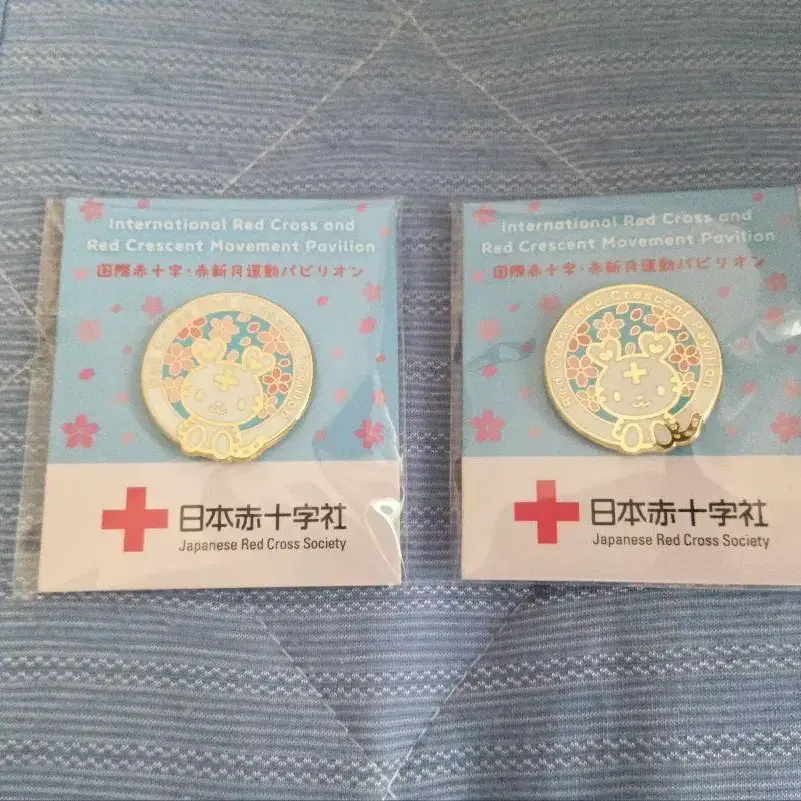 International Red Cross and
Red Crescent Movement Pavilion
国際赤十字・赤新月運動パビリオン
日本赤十字社
Japanese Red Cross Society
International Red Cross and
Red Crescent Movement Pavilion
国際赤十字・赤新月運動パビリオン
Red Cross Red Crescent Pavilion
日本赤十字社
Japanese Red Cross Society